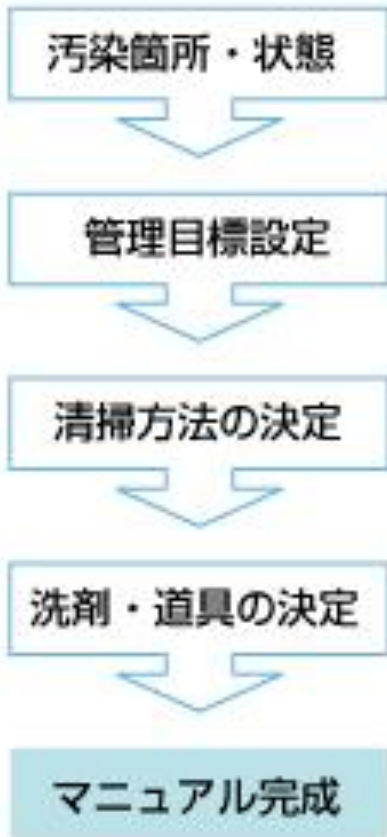 汚染箇所・状態
管理目標設定
清掃方法の決定
洗剤・道具の決定
マニュアル完成